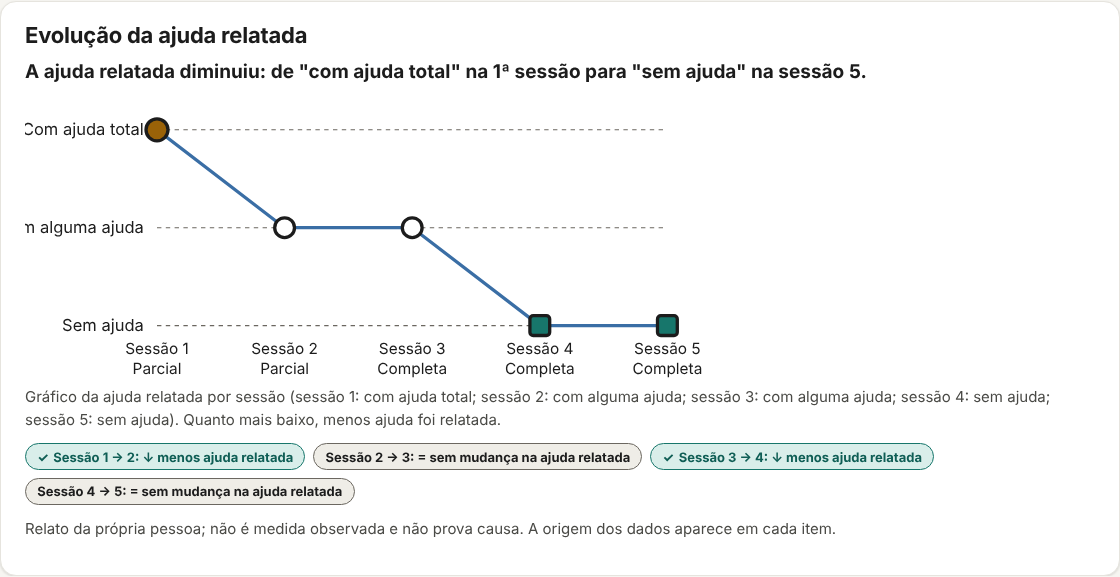 Evolução da ajuda relatada
A ajuda relatada diminuiu: de "com ajuda total" na 1ª sessão para "sem ajuda" na sessão 5.
Com ajuda total
m alguma ajuda
Sem ajuda
Sessão 1 Sessão 2 Sessão 3 Sessão 4 Sessão 5
Parcial Parcial Completa Completa Completa
Gráfico da ajuda relatada por sessão (sessão 1: com ajuda total; sessão 2: com alguma ajuda; sessão 3: com alguma ajuda; sessão 4: sem ajuda;
sessão 5: sem ajuda). Quanto mais baixo, menos ajuda foi relatada.
✓ Sessão 1 → 2: ↓ menos ajuda relatada Sessão 2 → 3: = sem mudança na ajuda relatada ✓ Sessão 3 → 4: ↓ menos ajuda relatada
Sessão 4 → 5: = sem mudança na ajuda relatada
Relato da própria pessoa; não é medida observada e não prova causa. A origem dos dados aparece em cada item.